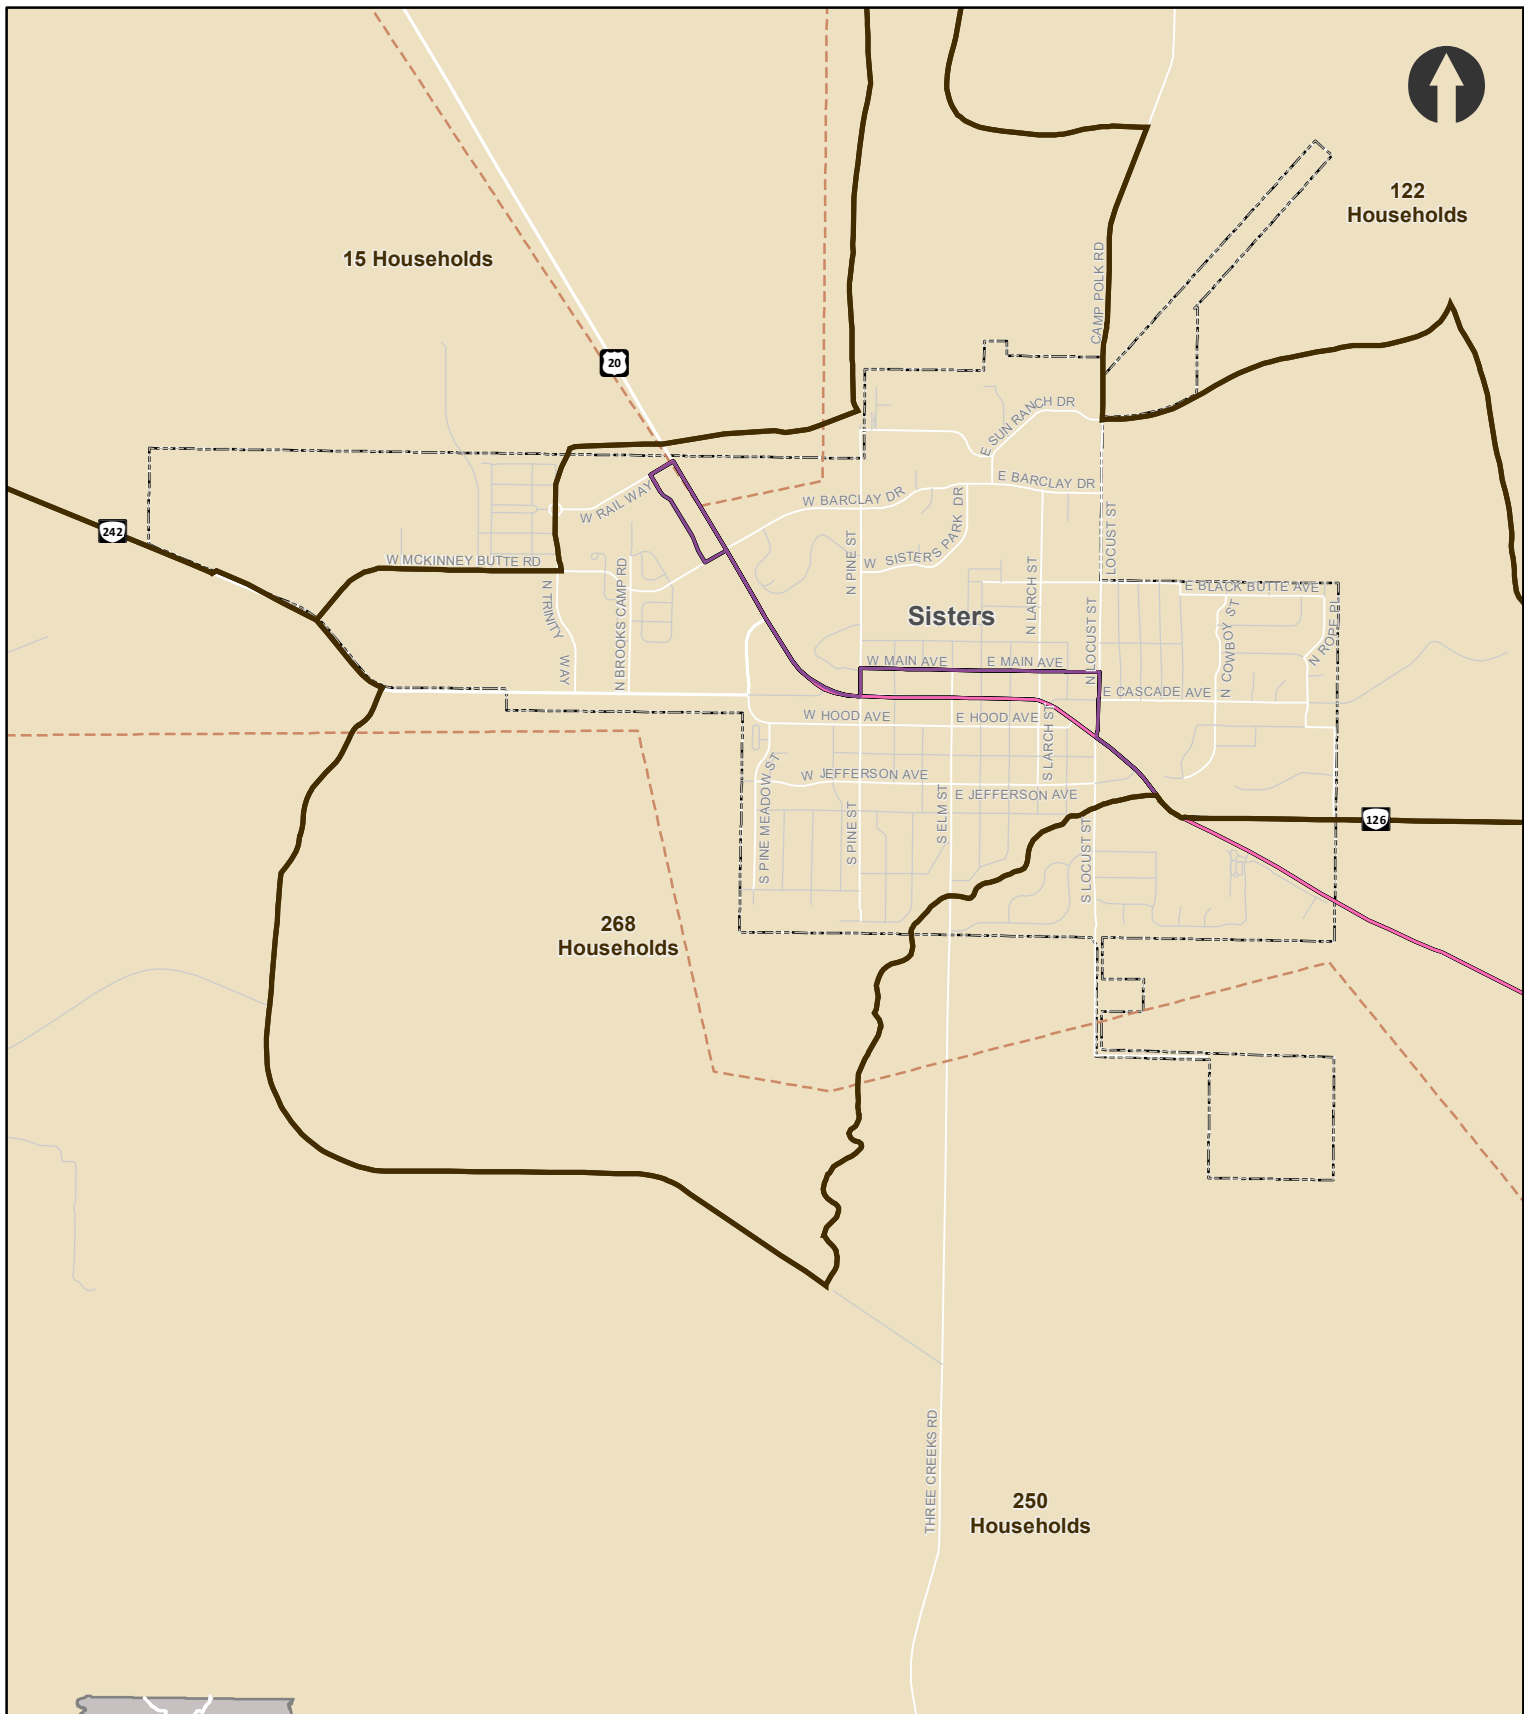 122
Households
CAMP POLK RD
15 Households
20
E SUN RANCH DR
E BARCLAY DR
W BARCLAY DR
W RAIL WAY
242
LOCUST ST
W MCKINNEY BUTTE RD
N PINE ST
W SISTERS PARK DR
N LARCH ST
E BLACK BUTTE AVE
N TRINITY WAY
N BROOKS CAMP RD
Sisters
N LOCUST ST
N COWBOY ST
N ROPE PL
W MAIN AVE
E MAIN AVE
E CASCADE AVE
W HOOD AVE
E HOOD AVE
S LARCH ST
S PINE MEADOW ST
W JEFFERSON AVE
E JEFFERSON AVE
S PINE ST
S ELM ST
S LOCUST ST
126
268
Households
THREE CREEKS RD
250
Households